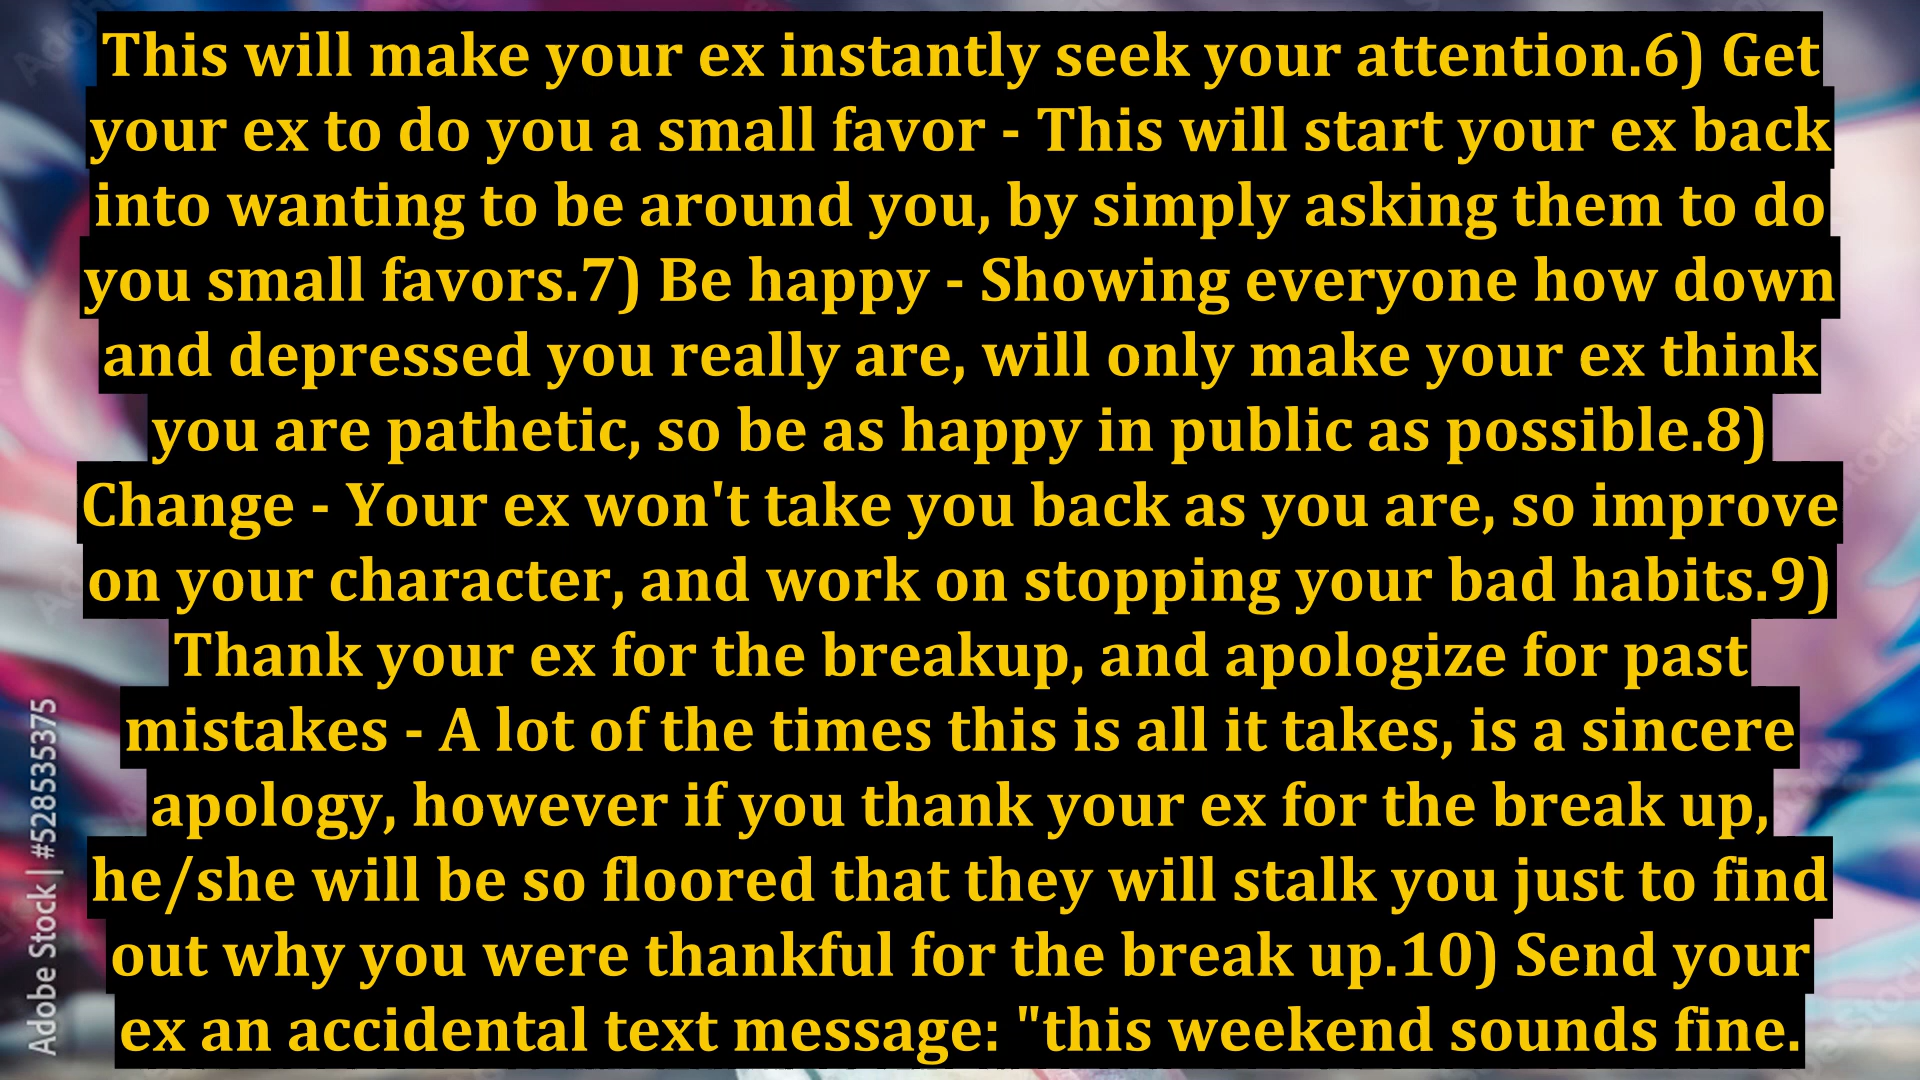 This will make your ex instantly seek your attention.6) Get
your ex to do you a small favor - This will start your ex back
into wanting to be around you, by simply asking them to do
you small favors.7) Be happy - Showing everyone how down
and depressed you really are, will only make your ex think
you are pathetic, so be as happy in public as possible.8)
Change - Your ex won't take you back as you are, so improve
on your character, and work on stopping your bad habits.9)
Thank your ex for the breakup, and apologize for past
mistakes - A lot of the times this is all it takes, is a sincere
apology, however if you thank your ex for the break up,
he/she will be so floored that they will stalk you just to find
out why you were thankful for the break up.10) Send your
ex an accidental text message: "this weekend sounds fine.
Adobe Stock | #528535375